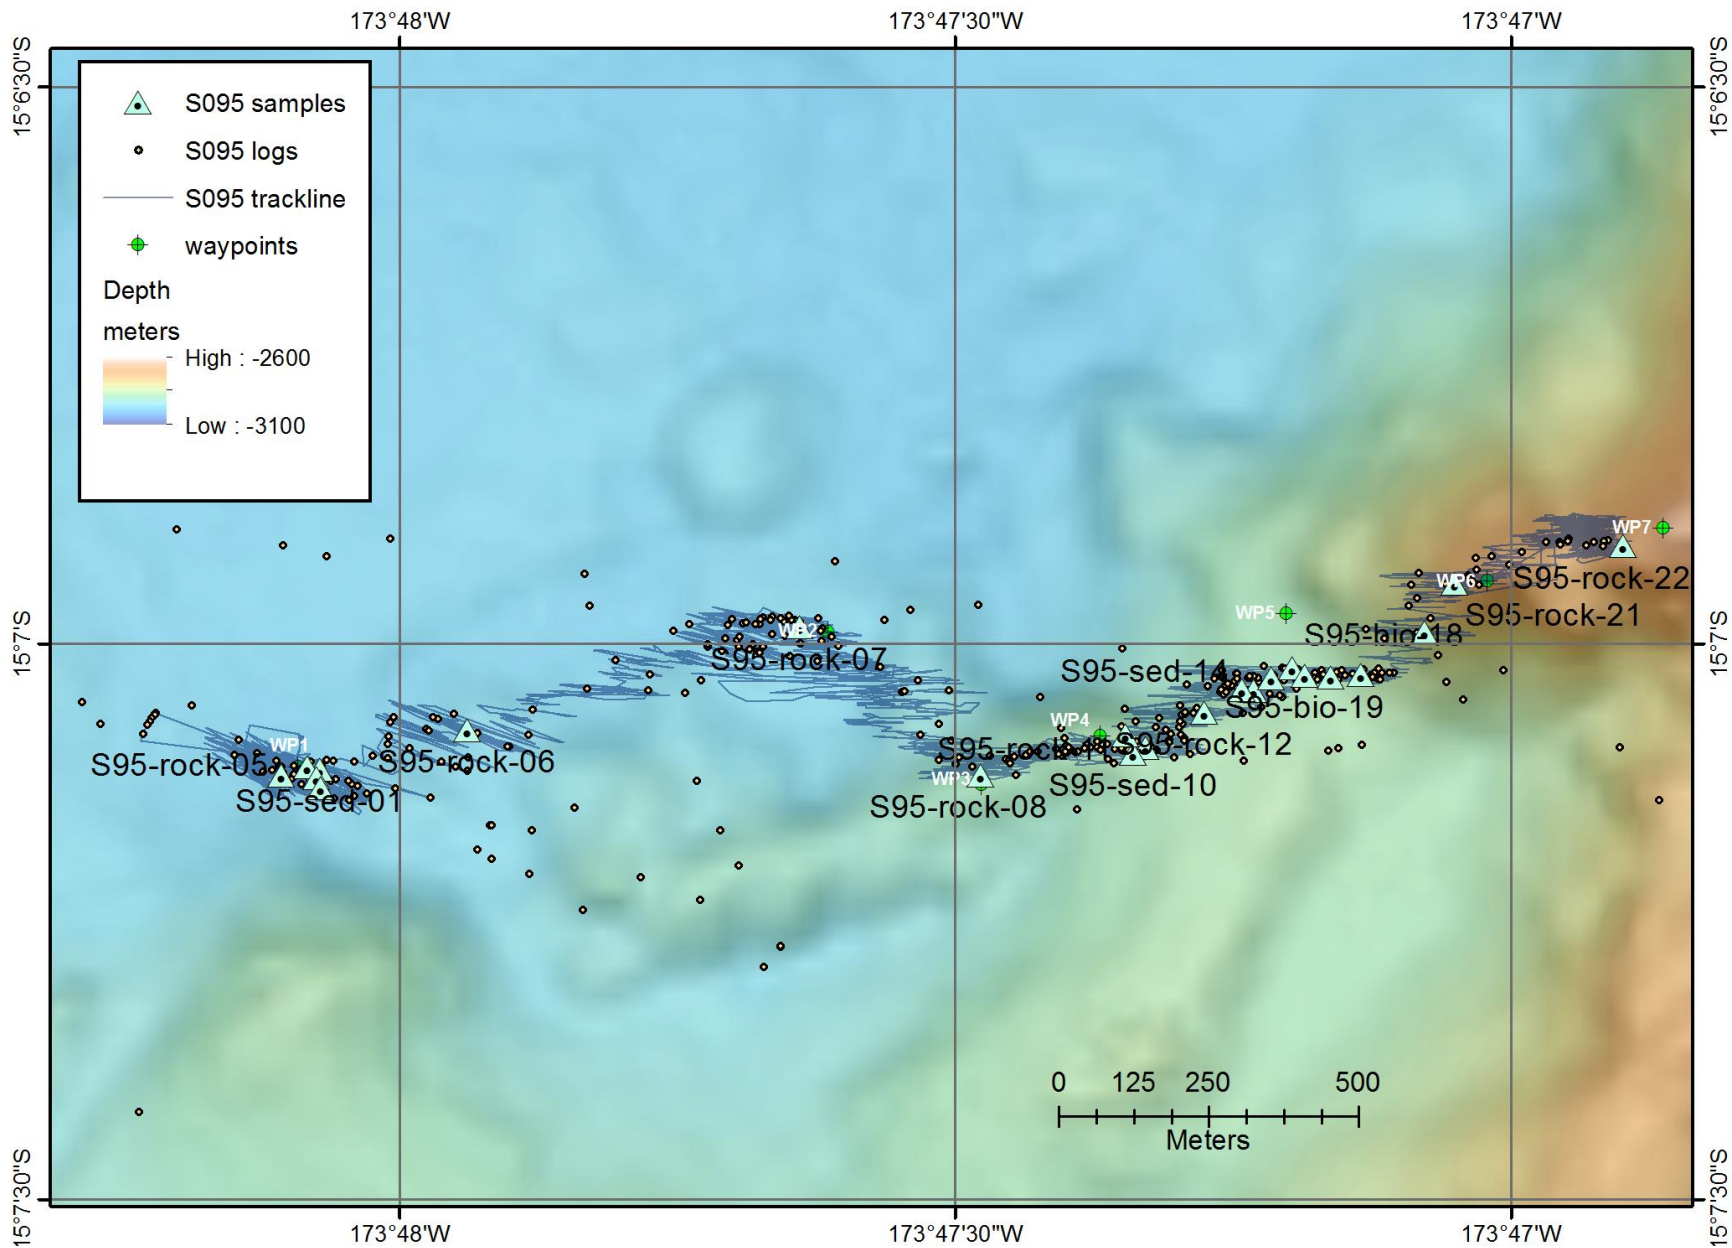 173°48'W
173°47'30"W
173°47'W
15°6'30"S
15°6'30"S
S095 samples
S095 logs
S095 trackline
waypoints
Depth
meters
High : -2600
Low : -3100
WP7
S95-rock-22
WP6
S95-rock-21
WP5
S95-bio-18
WP2
S95-rock-07
15°7'S
15°7'S
S95-sed-14
S95-bio-19
WP4
WP1
S95-rock-05
S95-rock-06
S95-rock-12
WP3
S95-sed-10
S95-sed-01
S95-rock-08
0 125 250 500
Meters
15°7'30"S
15°7'30"S
173°48'W
173°47'30"W
173°47'W